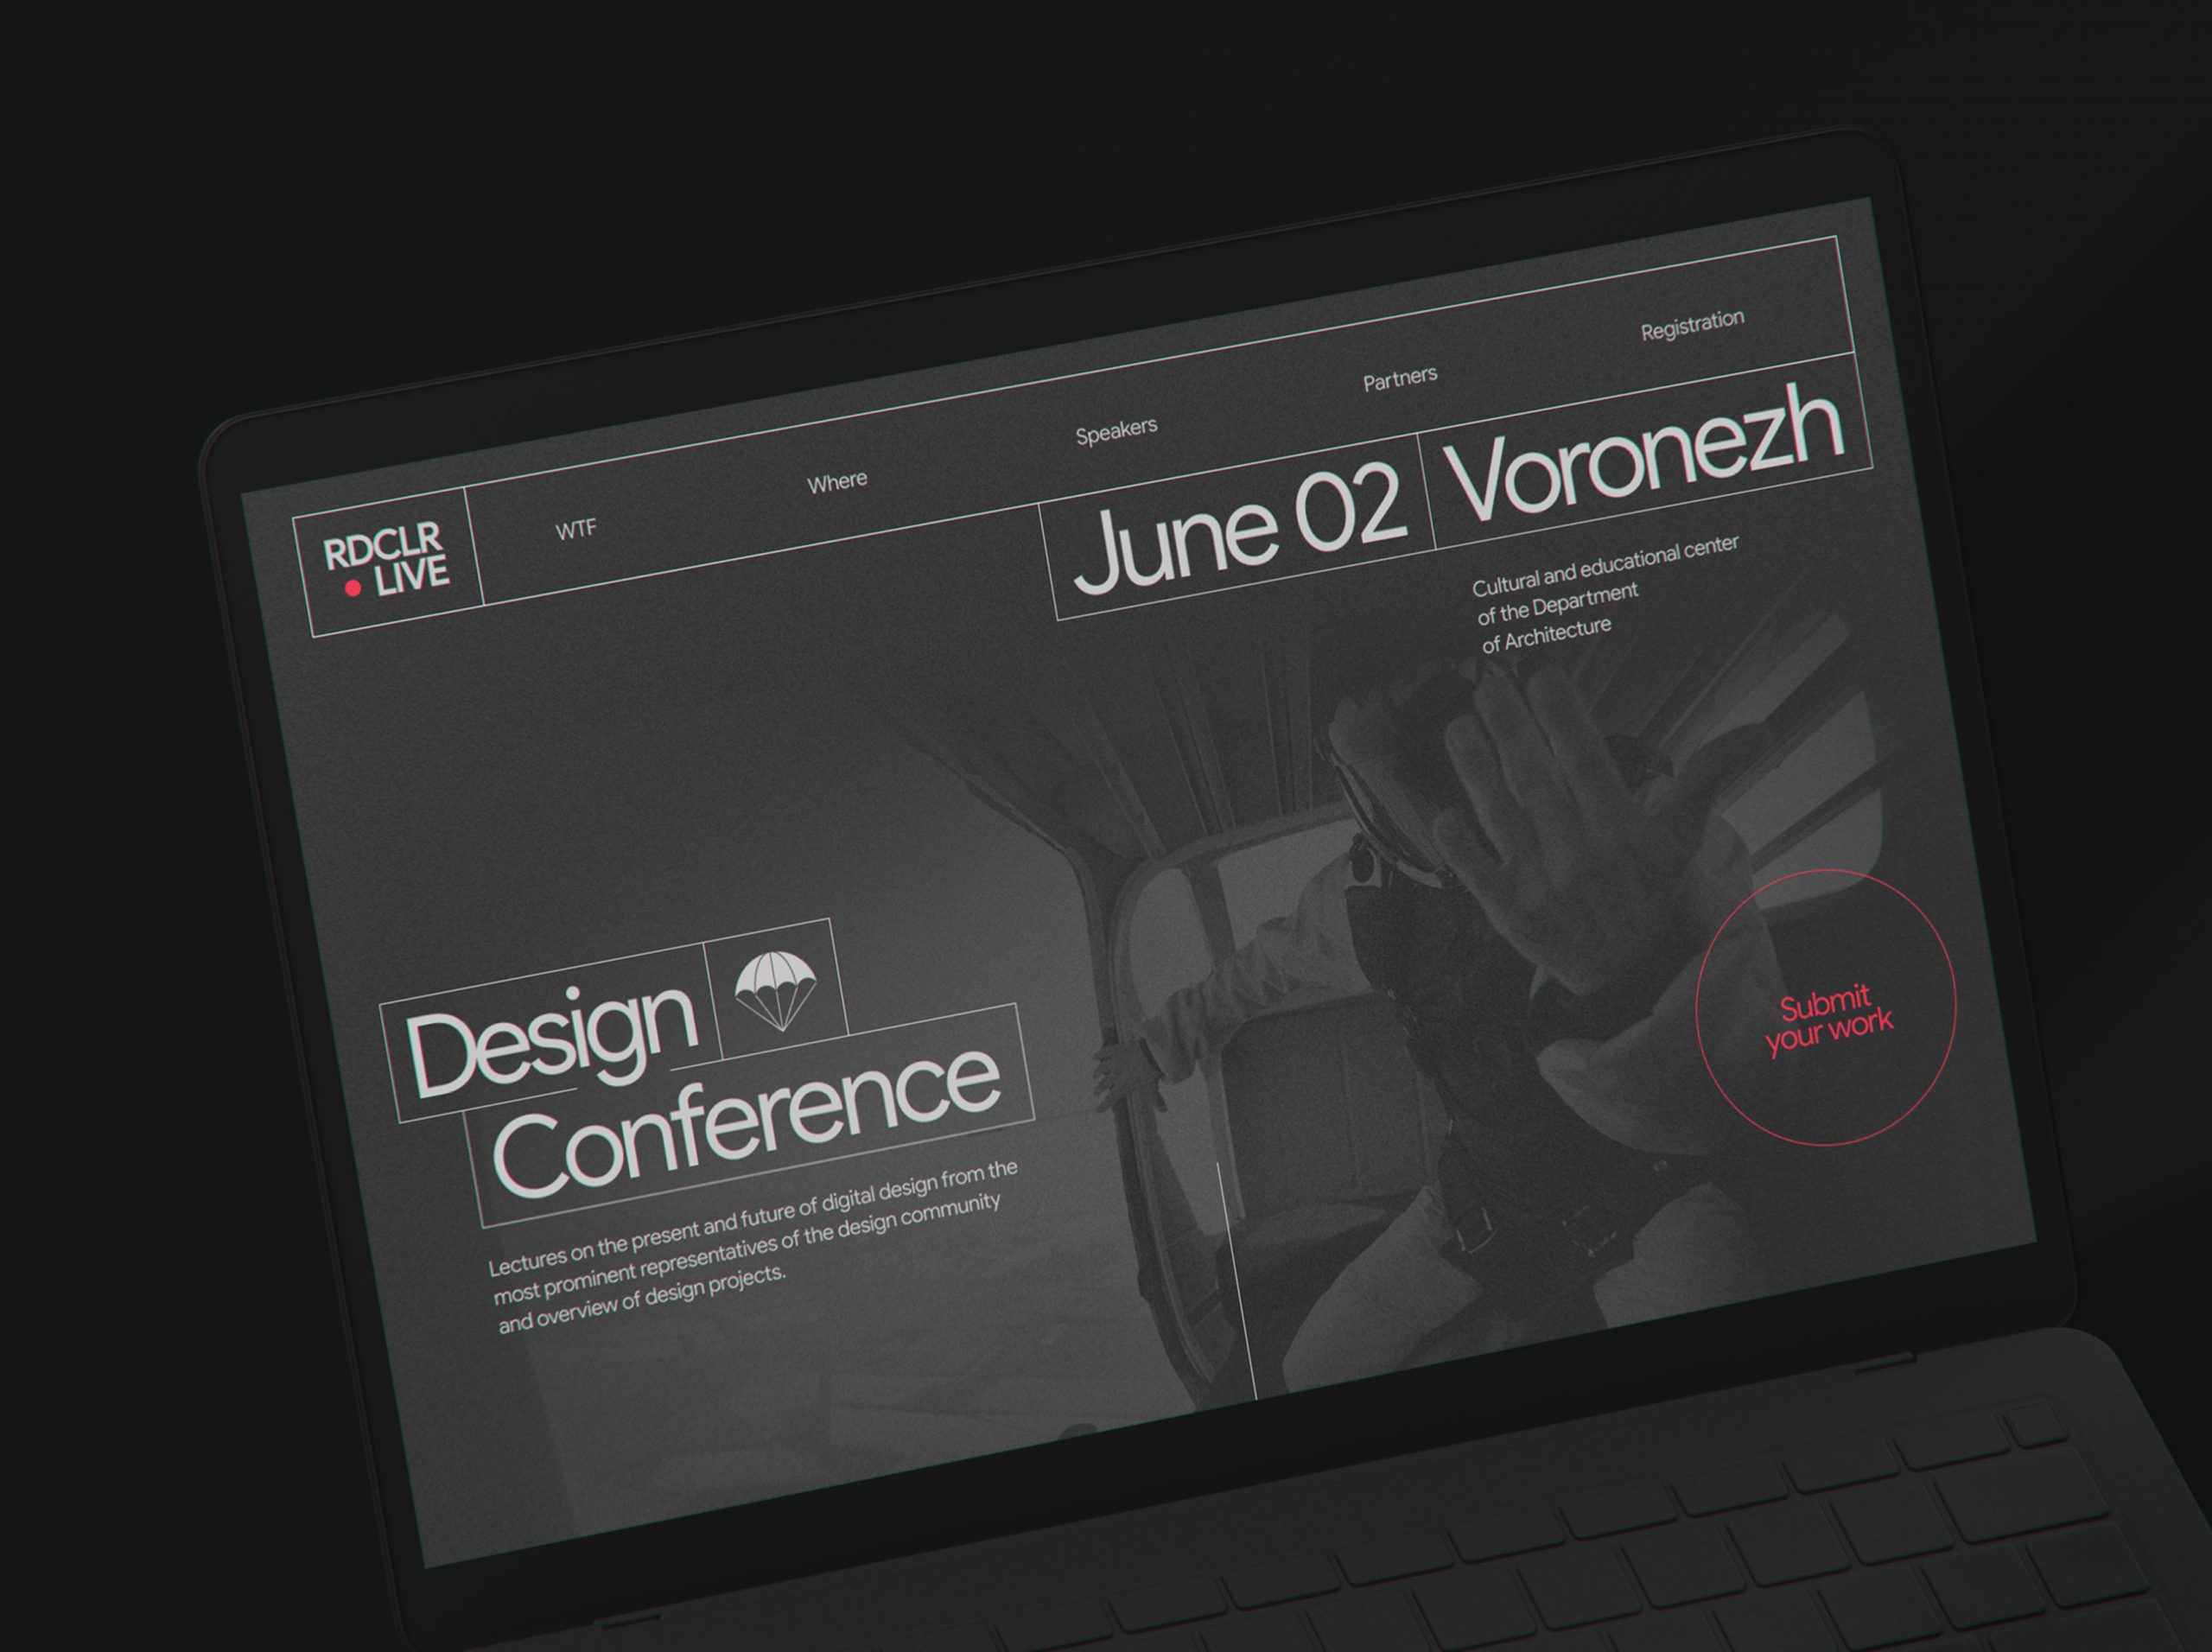 RDCLR
LIVE
WTF
Where
Speakers
Partners
Registration
June 02
Voronezh
Cultural and educational center
of the Department
of Architecture
Design
Conference
Lectures on the present and future of digital design from the
most prominent representatives of the design community
and overview of design projects.
Submit
your work